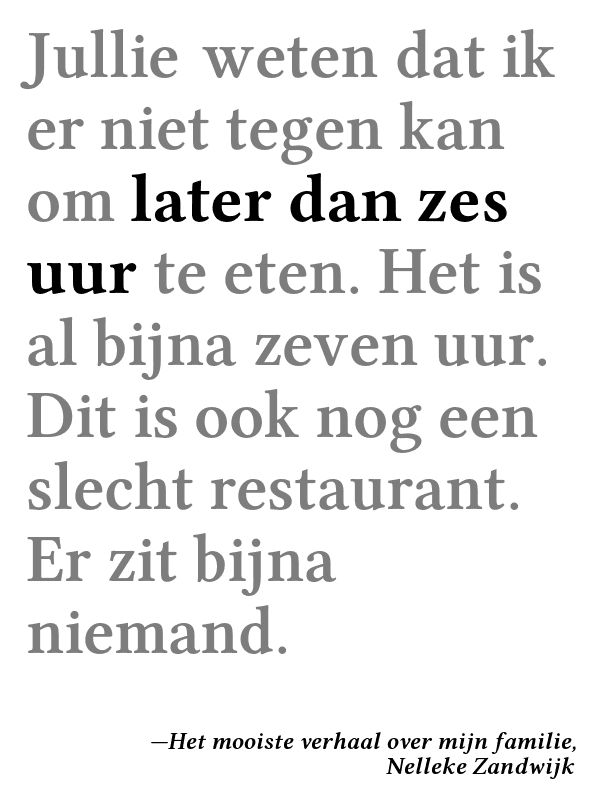 Jullie weten dat ik
er niet tegen kan
om later dan zes
uur te eten. Het is
al bijna zeven uur.
Dit is ook nog een
slecht restaurant.
Er zit bijna
niemand.
—Het mooiste verhaal over mijn familie,
Nelleke Zandwijk